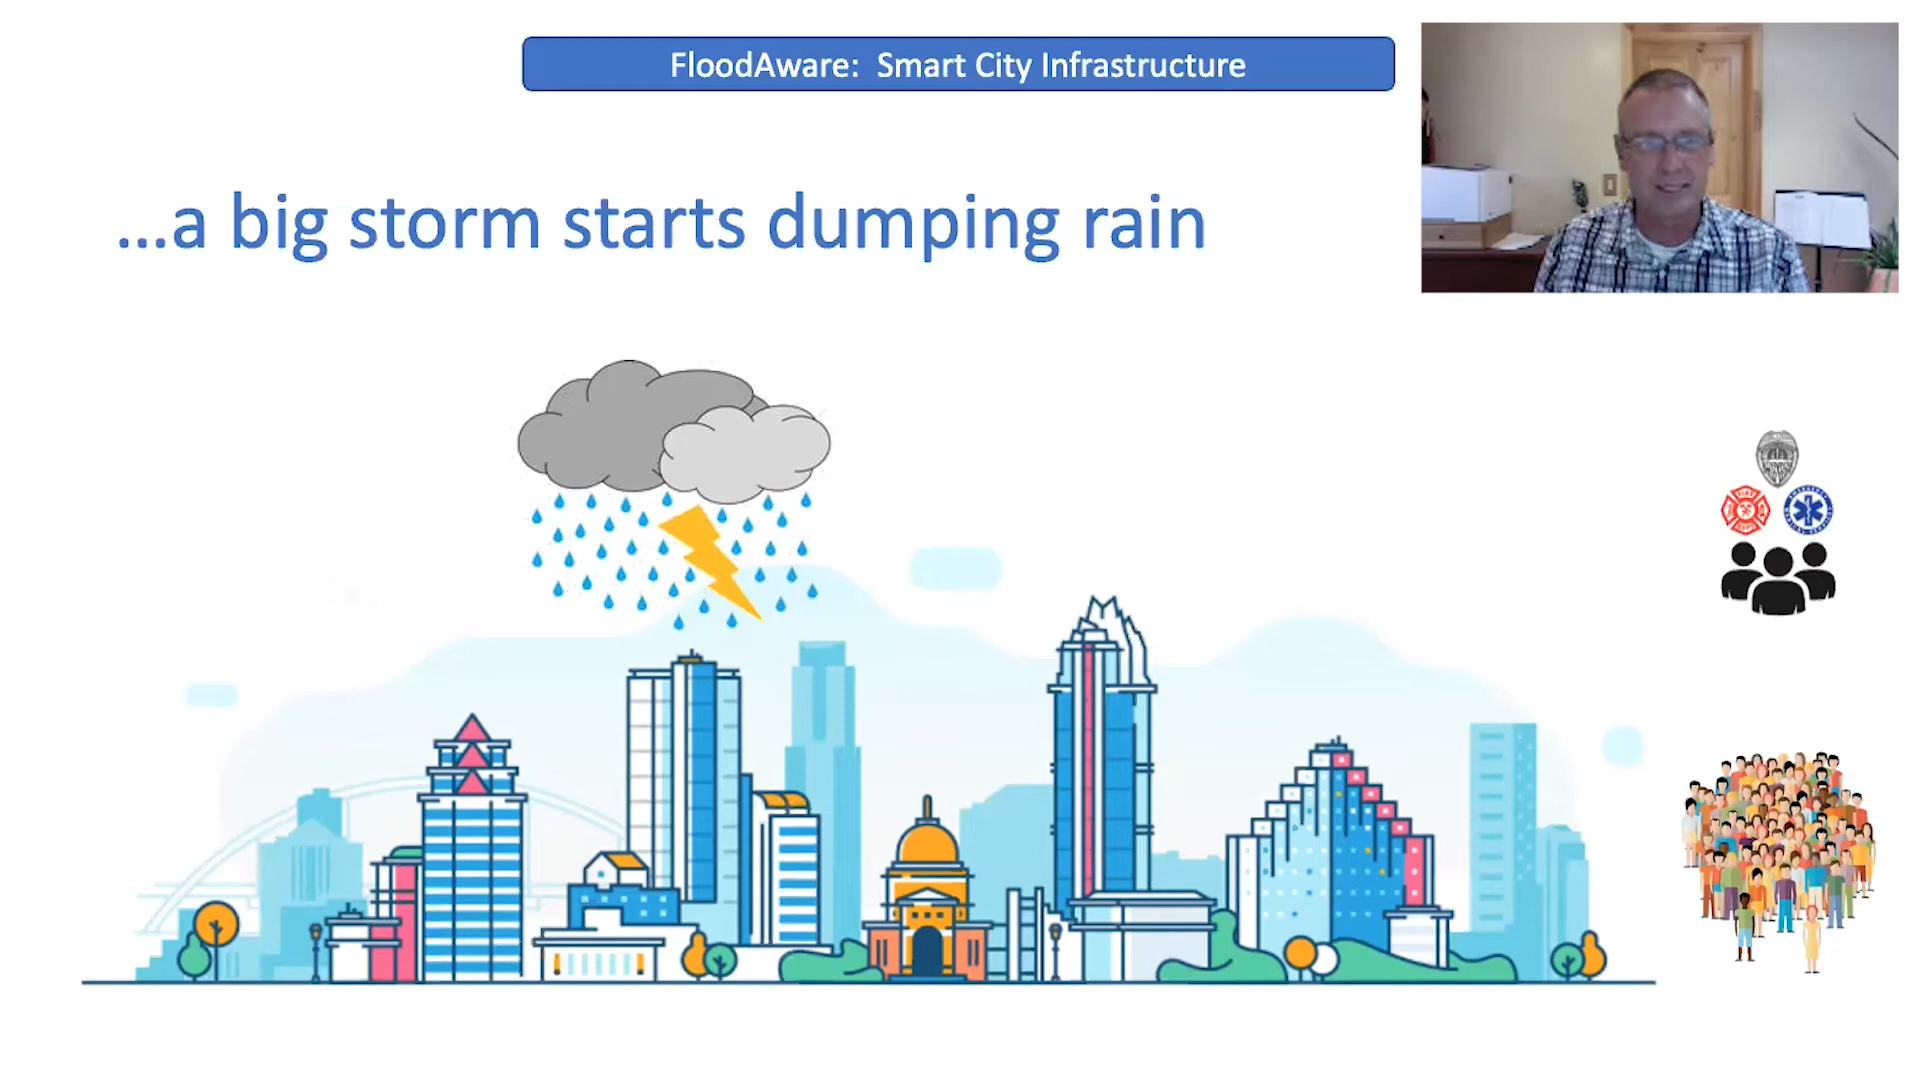 FloodAware: Smart City Infrastructure
...a big storm starts dumping rain